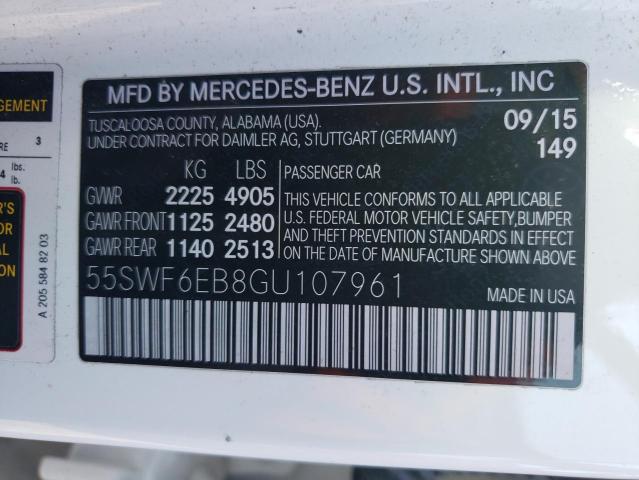 MFD BY MERCEDES-BENZ U.S. INTL., INC
TUSCALOOSA COUNTY, ALABAMA (USA). 09/15
UNDER CONTRACT FOR DAIMLER AG, STUTTGART (GERMANY) 149
KG LBS PASSENGER CAR
GVWR 2225 4905
GAWR FRONT 1125 2480
GAWR REAR 1140 2513
THIS VEHICLE CONFORMS TO ALL APPLICABLE
U.S. FEDERAL MOTOR VEHICLE SAFETY,BUMPER
AND THEFT PREVENTION STANDARDS IN EFFECT
ON THE DATE OF MANUFACTURE SHOWN ABOVE.
55SWF6EB8GU107961
MADE IN USA
3
lbs.
lb.
A 205 584 82 03